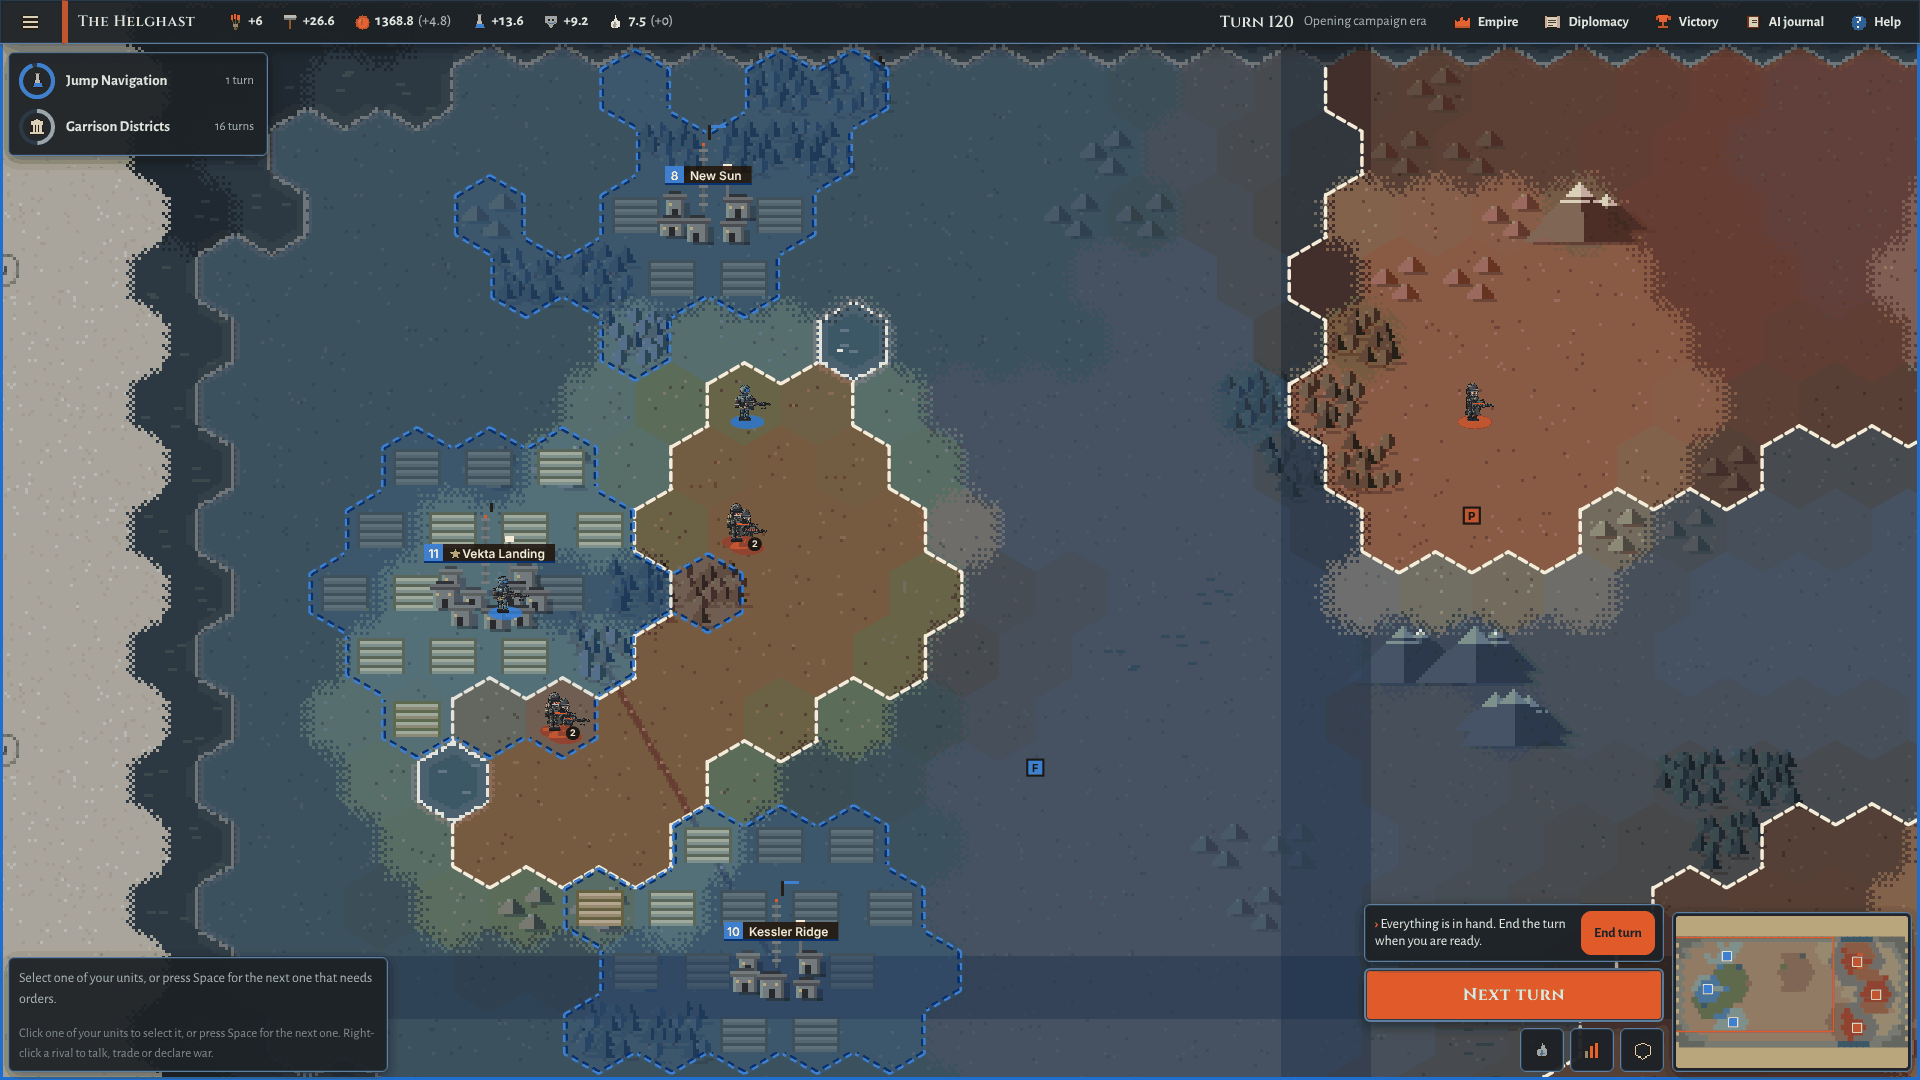 THE HELGHAST
+6
+26.6
1368.8 (+4.8)
+13.6
+9.2
7.5 (+0)
TURN 120 Opening campaign era
Empire
Diplomacy
Victory
AI journal
Help
Jump Navigation 1 turn
Garrison Districts 16 turns
8 New Sun
2
11 ★Vekta Landing
P
2
F
10 Kessler Ridge
Select one of your units, or press Space for the next one that needs
orders.
Click one of your units to select it, or press Space for the next one. Right-
click a rival to talk, trade or declare war.
› Everything is in hand. End the turn
when you are ready.
End turn
NEXT TURN